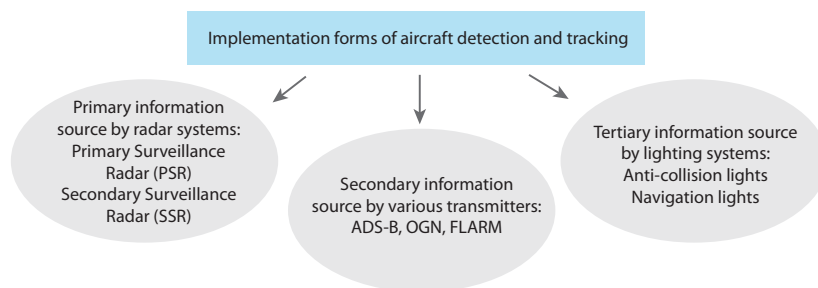 Implementation forms of aircraft detection and tracking
Primary information
source by radar systems:
Primary Surveillance
Radar (PSR)
Secondary Surveillance
Radar (SSR)
Secondary information
source by various transmitters:
ADS-B, OGN, FLARM
Tertiary information source
by lighting systems:
Anti-collision lights
Navigation lights